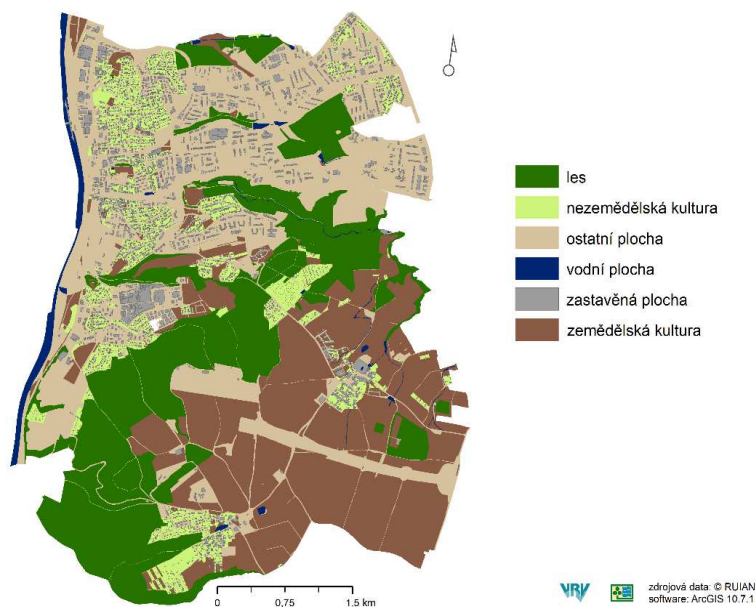 les
nezemědělská kultura
ostatní plocha
vodní plocha
zastavěná plocha
zemědělská kultura
0 0,75 1.5 km
VRV
zdrojová data: © RUIAN
software: ArcGIS 10.7.1